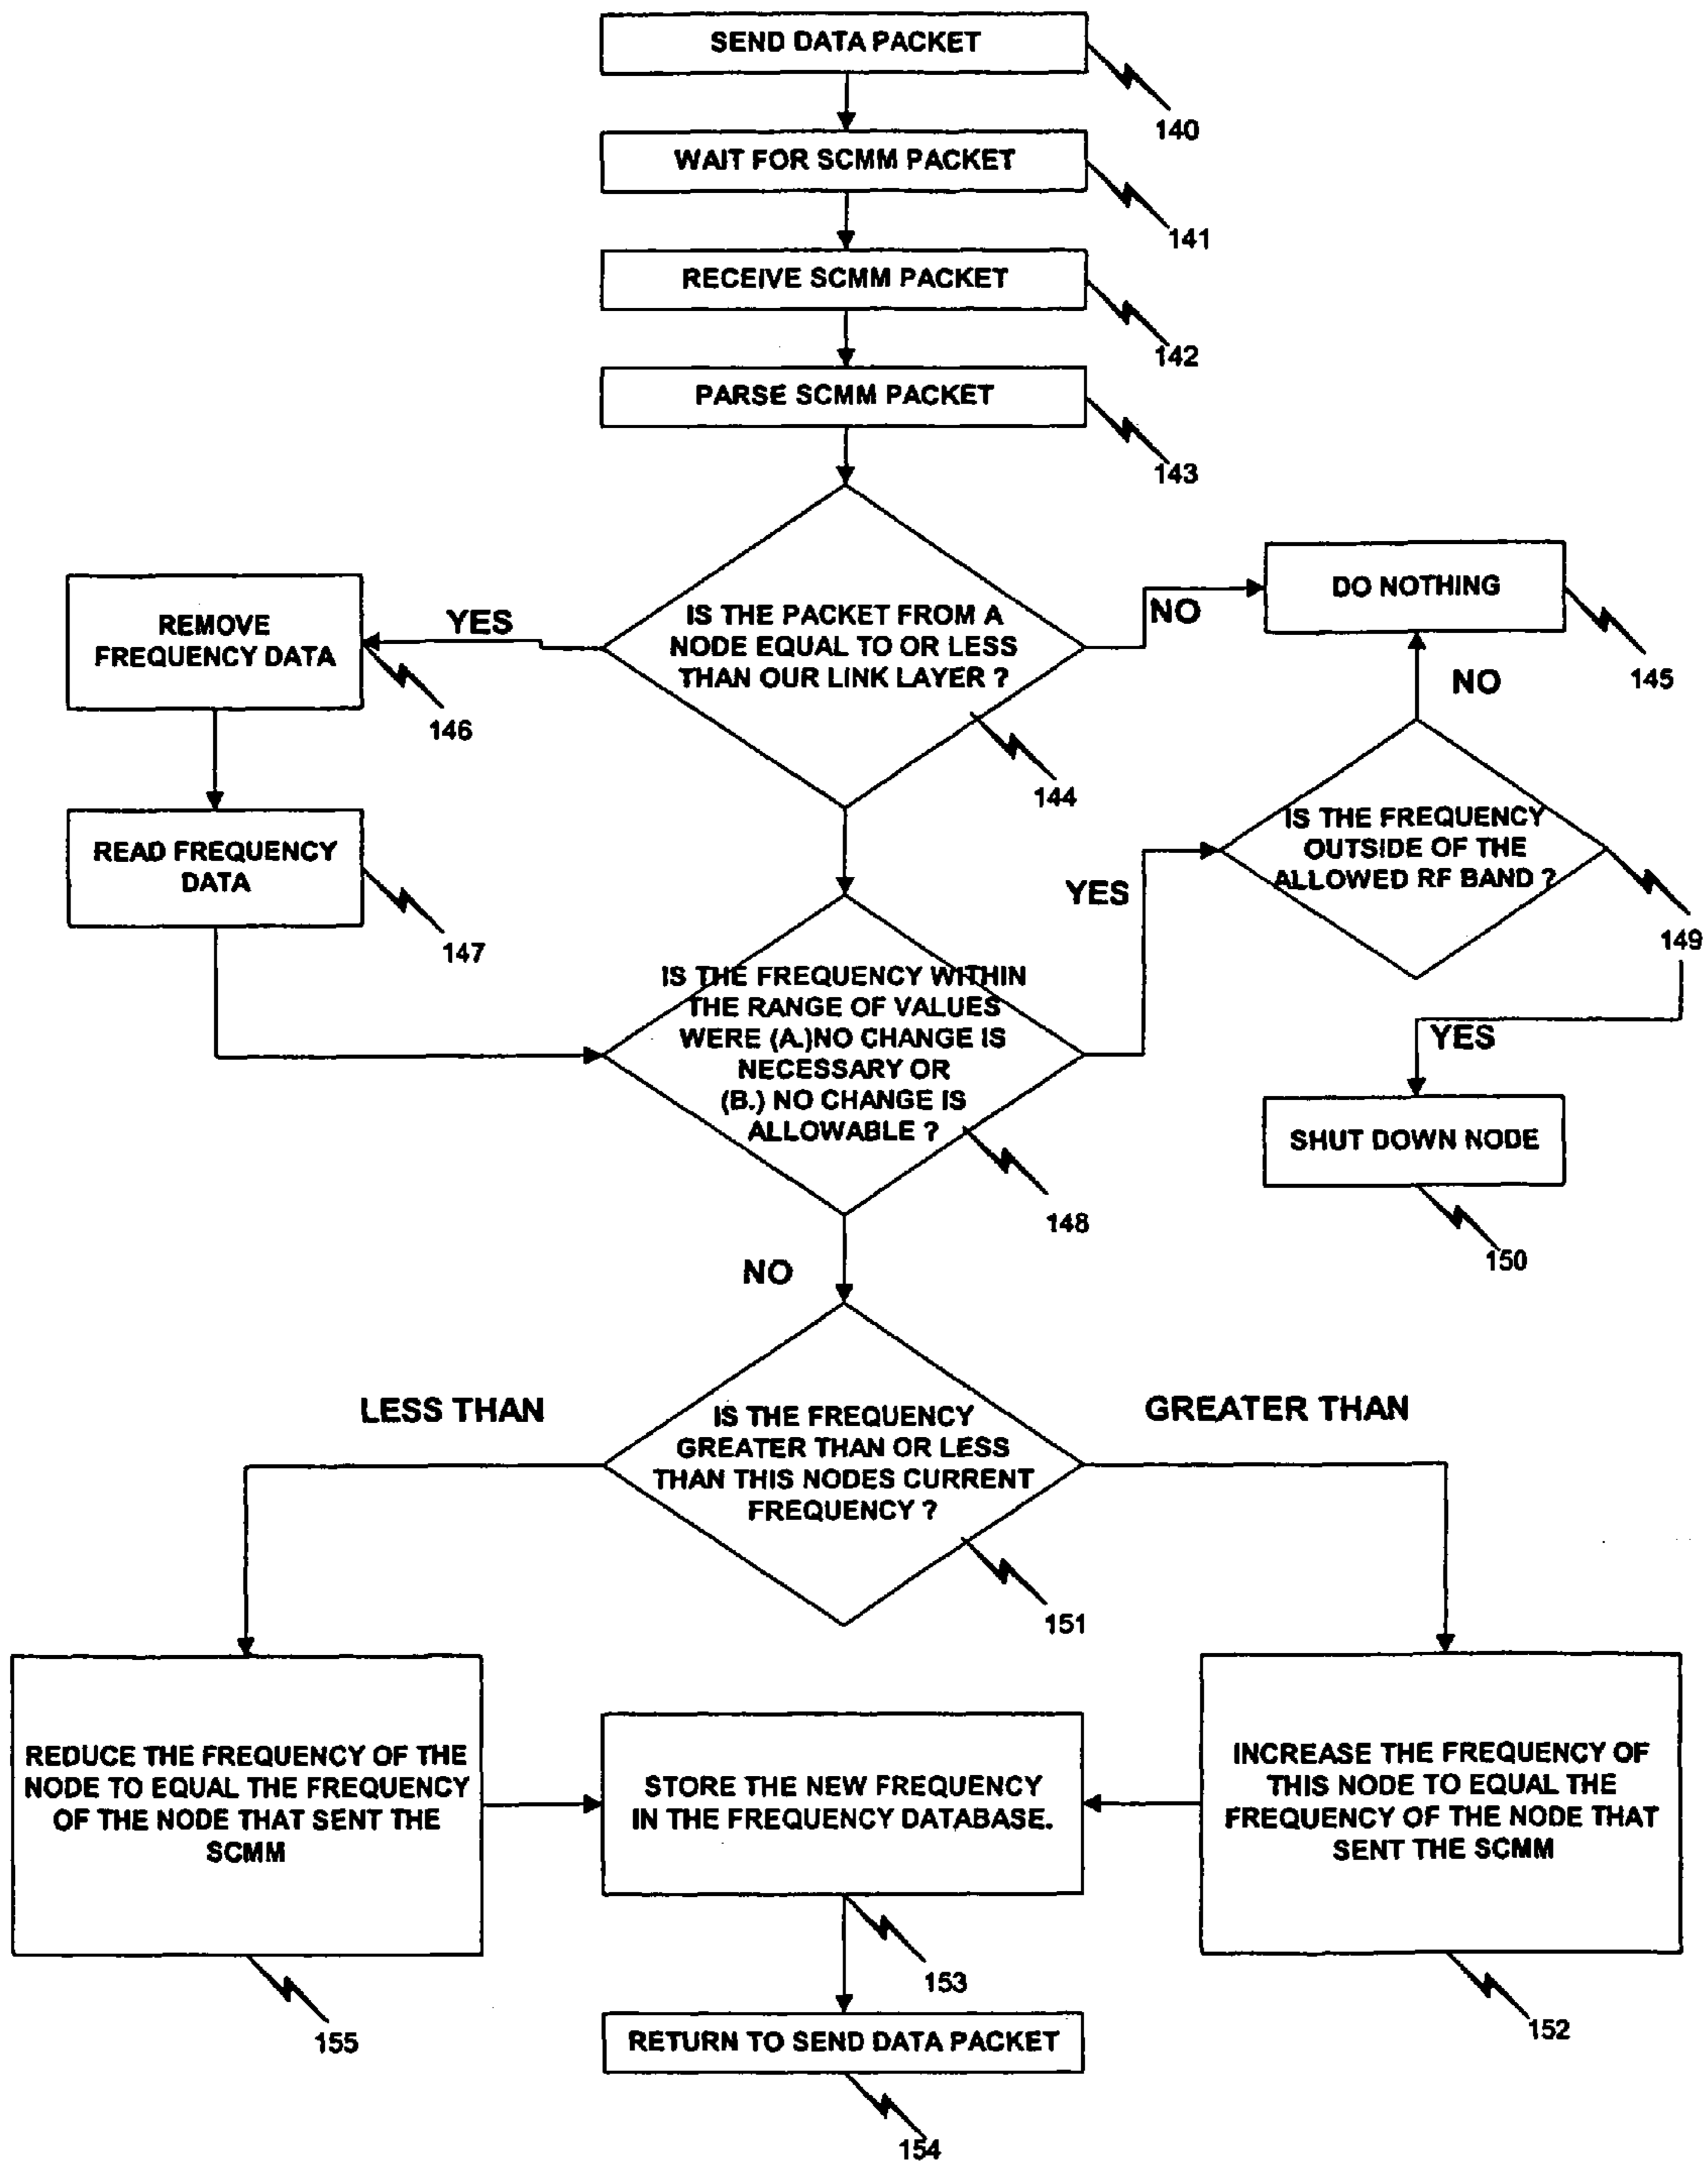 SEND DATA PACKET
140
WAIT FOR SCMM PACKET
141
RECEIVE SCMM PACKET
142
PARSE SCMM PACKET
143
IS THE PACKET FROM A
NODE EQUAL TO OR LESS
THAN OUR LINK LAYER ?
144
NO
DO NOTHING
145
YES
REMOVE
FREQUENCY DATA
146
READ FREQUENCY
DATA
147
IS THE FREQUENCY WITHIN
THE RANGE OF VALUES
WERE (A.)NO CHANGE IS
NECESSARY OR
(B.) NO CHANGE IS
ALLOWABLE ?
148
YES
IS THE FREQUENCY
OUTSIDE OF THE
ALLOWED RF BAND ?
149
NO
YES
SHUT DOWN NODE
150
NO
IS THE FREQUENCY
GREATER THAN OR LESS
THAN THIS NODES CURRENT
FREQUENCY ?
151
LESS THAN
GREATER THAN
REDUCE THE FREQUENCY OF THE
NODE TO EQUAL THE FREQUENCY
OF THE NODE THAT SENT THE
SCMM
155
STORE THE NEW FREQUENCY
IN THE FREQUENCY DATABASE.
153
INCREASE THE FREQUENCY OF
THIS NODE TO EQUAL THE
FREQUENCY OF THE NODE THAT
SENT THE SCMM
152
RETURN TO SEND DATA PACKET
154